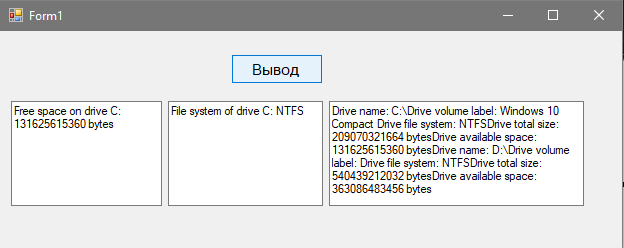 Form1
Вывод
Free space on drive C:
131625615360 bytes
File system of drive C: NTFS
Drive name: C:\Drive volume label: Windows 10
Compact Drive file system: NTFSDrive total size:
209070321664 bytesDrive available space:
131625615360 bytesDrive name: D:\Drive volume
label: Drive file system: NTFSDrive total size:
540439212032 bytesDrive available space:
363086483456 bytes